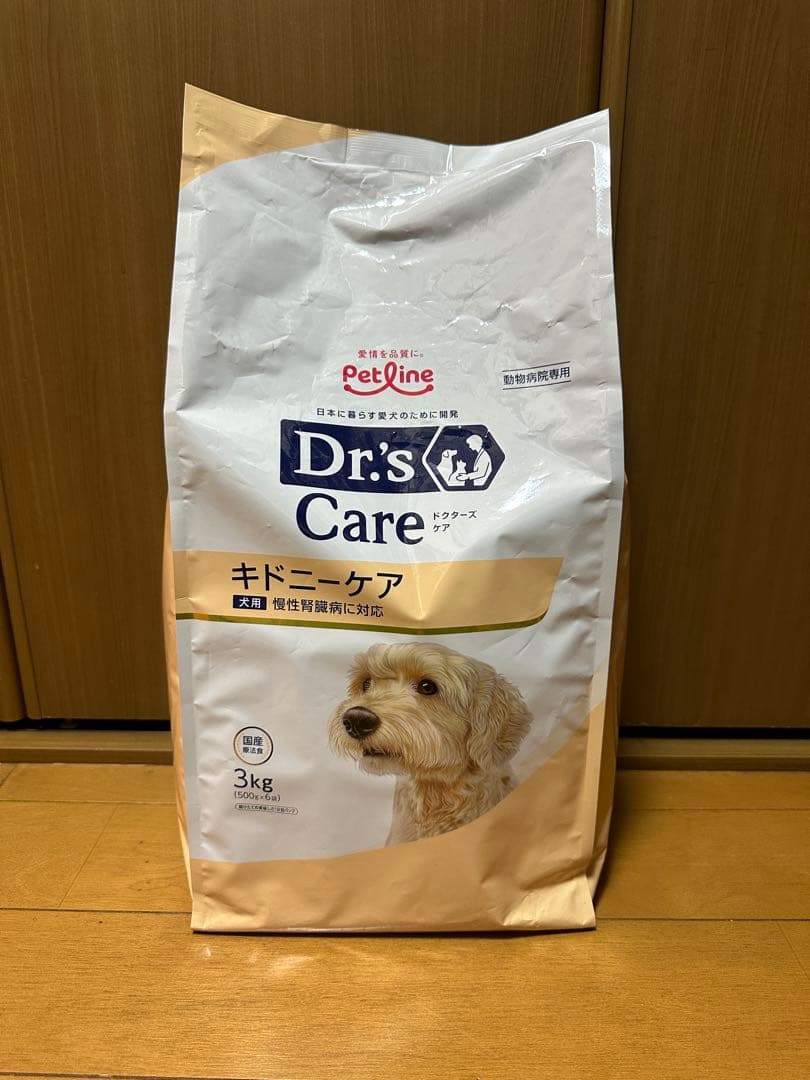 愛情を品質に。
Petline
動物病院専用
日本に暮らす愛犬のために開発
Dr.'s
Care
ドクターズ
ケア
キドニーケア
犬用 慢性腎臓病に対応
国産
療法食
3kg
(500g×6袋)